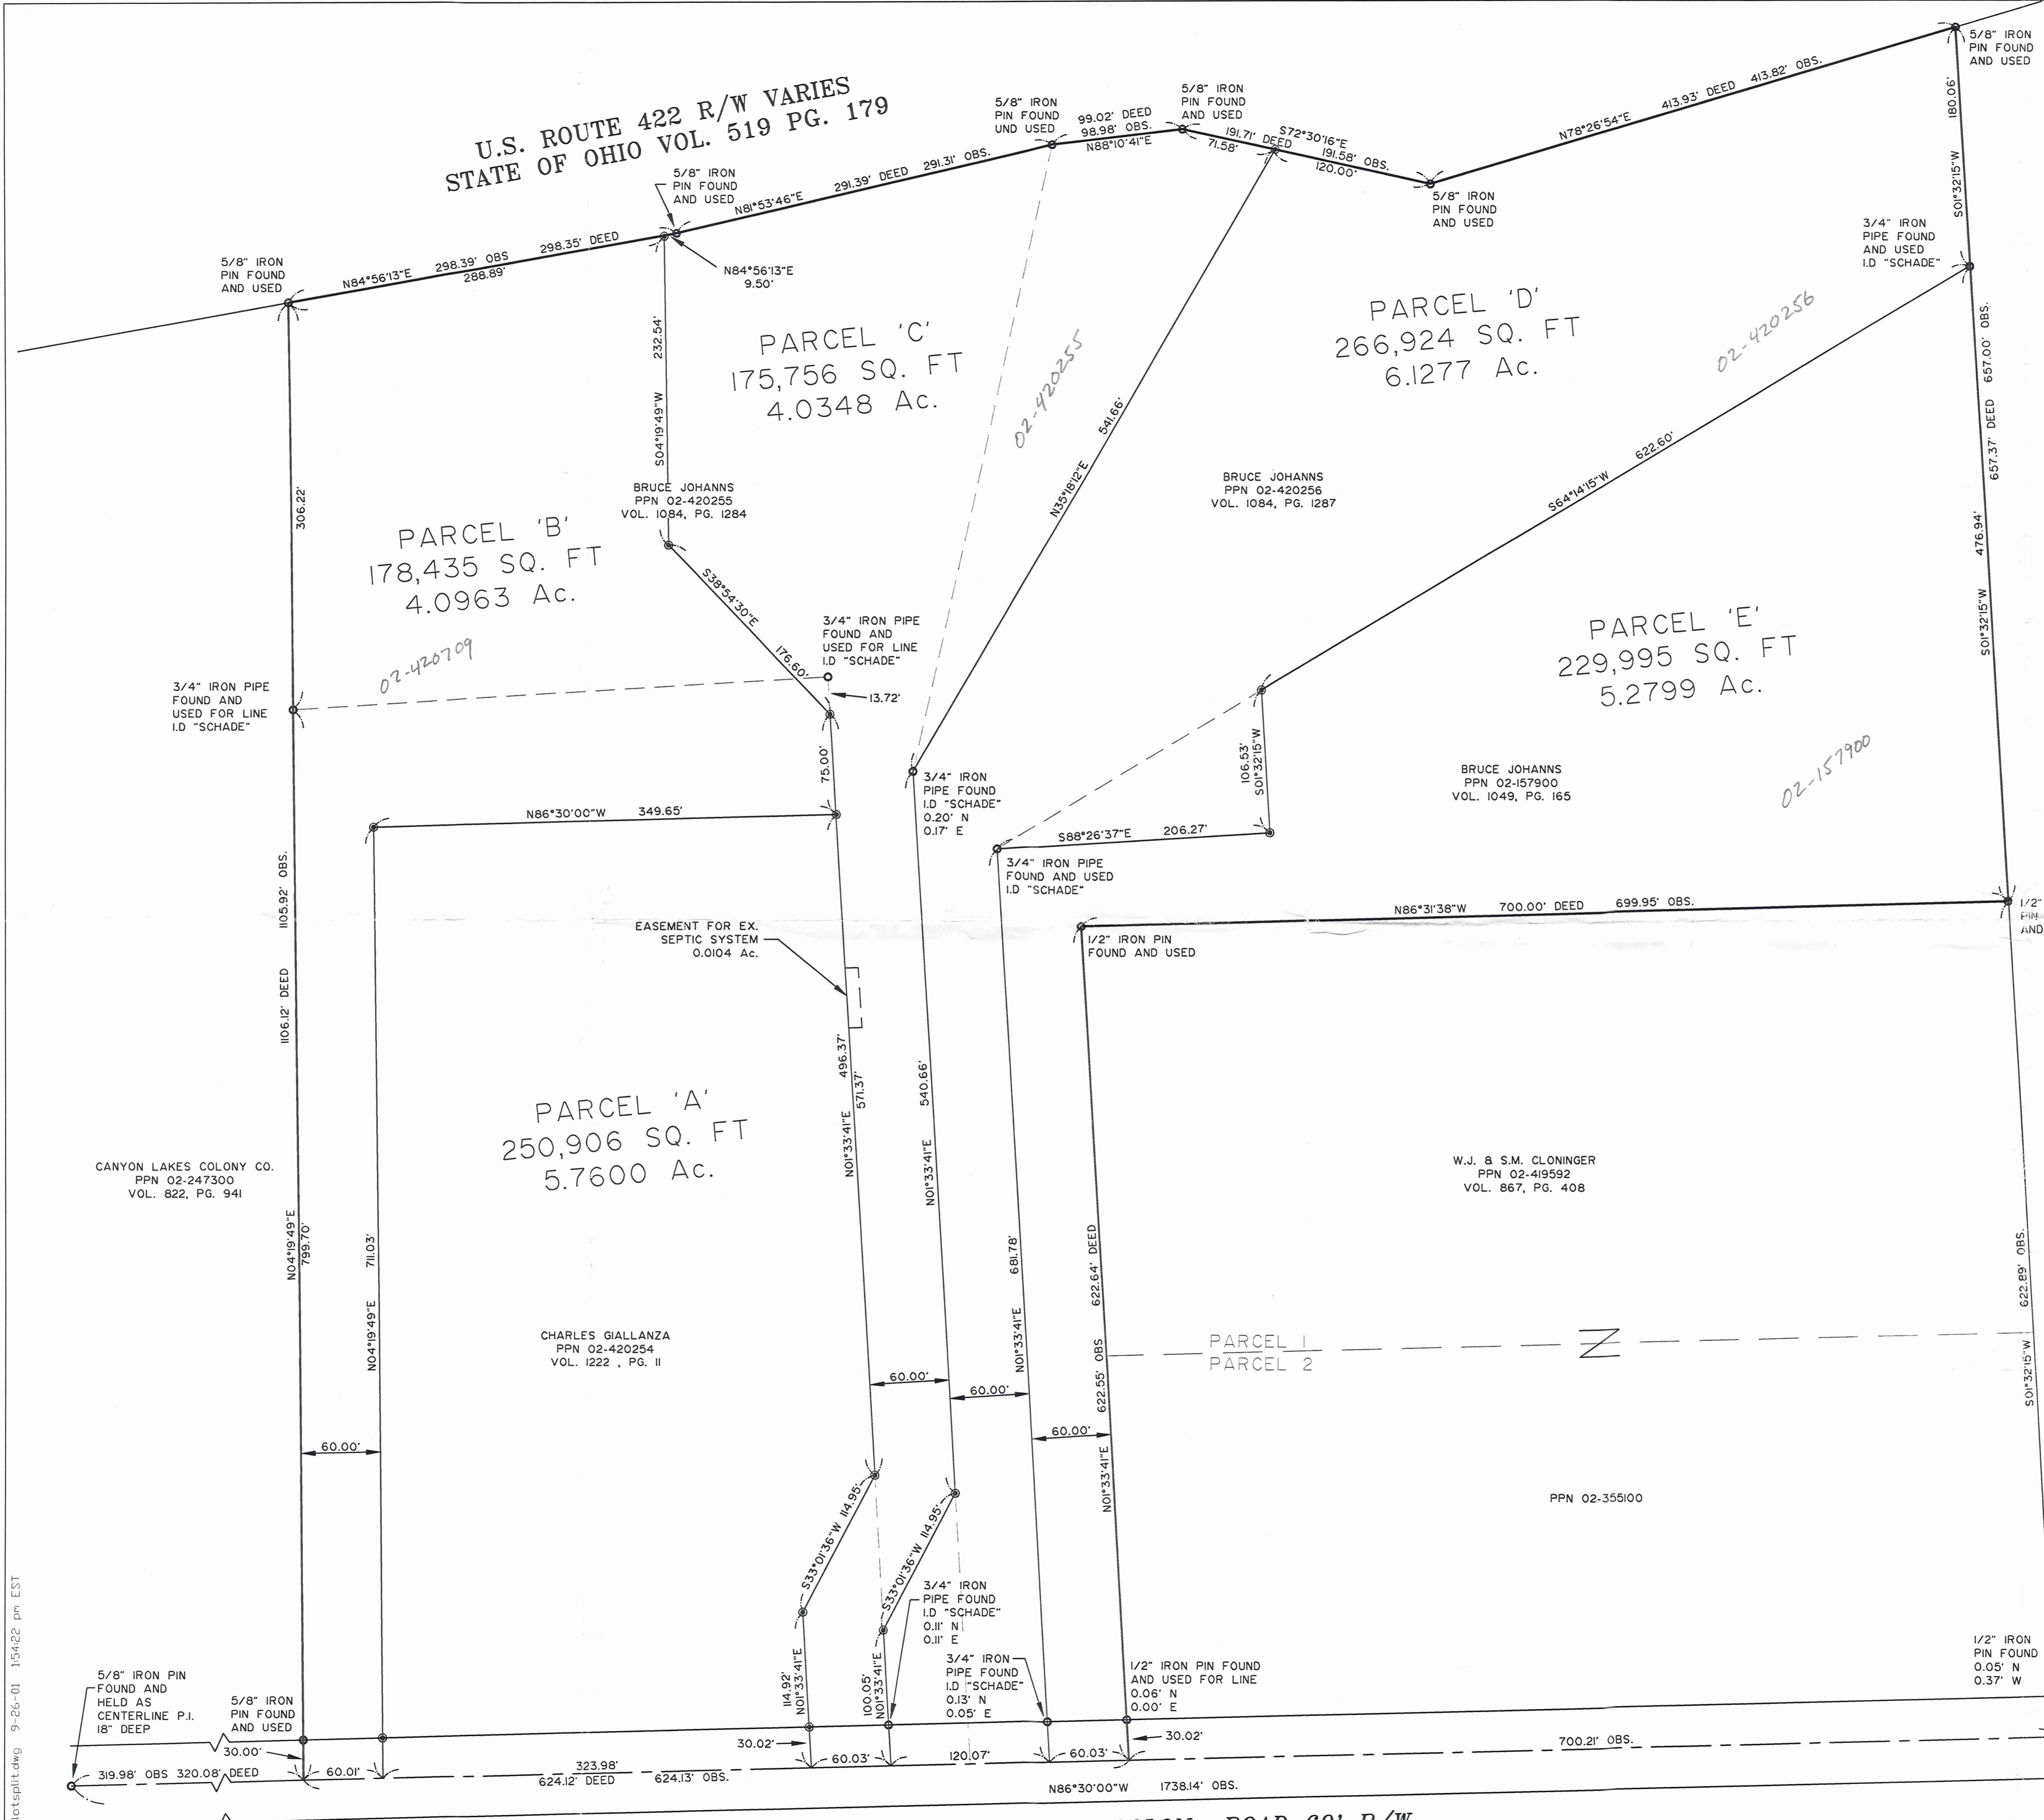 U.S. ROUTE 422 R/W VARIES
STATE OF OHIO VOL. 519 PG. 179
5/8" IRON
PIN FOUND
AND USED
N84°56'13"E 298.39' OBS 298.35' DEED
288.89'
5/8" IRON
PIN FOUND
AND USED
N84°56'13"E
9.50'
N81°53'46"E 291.39' DEED 291.31' OBS.
5/8" IRON
PIN FOUND
UND USED
99.02' DEED
98.98' OBS.
N88°10'41"E
5/8" IRON
PIN FOUND
AND USED
S72°30'16"E
191.71' DEED 191.58' OBS.
71.58' 120.00'
5/8" IRON
PIN FOUND
AND USED
N78°26'54"E 413.93' DEED 413.82' OBS.
5/8" IRON
PIN FOUND
AND USED
180.06'
S01°32'15"W
3/4" IRON
PIPE FOUND
AND USED
I.D "SCHADE"
PARCEL 'C'
175,756 SQ. FT
4.0348 Ac.
02-420255
PARCEL 'D'
266,924 SQ. FT
6.1277 Ac.
02-420256
232.54'
S04°19'49"W
BRUCE JOHANNS
PPN 02-420255
VOL. 1084, PG. 1284
N35°18'12"E 541.66'
BRUCE JOHANNS
PPN 02-420256
VOL. 1084, PG. 1287
S64°14'15"W 622.60'
657.37' DEED 657.00' OBS.
476.94'
S01°32'15"W
306.22'
PARCEL 'B'
178,435 SQ. FT
4.0963 Ac.
02-420709
S38°54'30"E 176.60'
3/4" IRON PIPE
FOUND AND
USED FOR LINE
I.D "SCHADE"
13.72'
75.00'
3/4" IRON PIPE
FOUND AND
USED FOR LINE
I.D "SCHADE"
PARCEL 'E'
229,995 SQ. FT
5.2799 Ac.
BRUCE JOHANNS
PPN 02-157900
VOL. 1049, PG. 165
02-157900
106.53'
S01°32'15"W
3/4" IRON
PIPE FOUND
I.D "SCHADE"
0.20' N
0.17' E
N86°30'00"W 349.65'
S88°26'37"E 206.27'
3/4" IRON PIPE
FOUND AND USED
I.D "SCHADE"
N86°31'38"W 700.00' DEED 699.95' OBS.
1/2" IRON PIN
FOUND AND USED
1/2"
PIN
AND
EASEMENT FOR EX.
SEPTIC SYSTEM
0.0104 Ac.
1106.12' DEED 1105.92' OBS.
N04°19'49"E
799.70'
N04°19'49"E 711.03'
PARCEL 'A'
250,906 SQ. FT
5.7600 Ac.
496.37'
N01°33'41"E 571.37'
N01°33'41"E 540.66'
N01°33'41"E 681.78'
N01°33'41"E 622.55' OBS 622.64' DEED
CANYON LAKES COLONY CO.
PPN 02-247300
VOL. 822, PG. 941
CHARLES GIALLANZA
PPN 02-420254
VOL. 1222 , PG. 11
W.J. & S.M. CLONINGER
PPN 02-419592
VOL. 867, PG. 408
PARCEL 1
PARCEL 2
S01°32'15"W 622.89' OBS.
PPN 02-355100
60.00'
60.00'
60.00'
60.00'
S33°01'36"W 114.95'
S33°01'36"W 114.95'
114.92'
N01°33'41"E
100.05'
N01°33'41"E
3/4" IRON
PIPE FOUND
I.D "SCHADE"
0.11' N
0.11' E
3/4" IRON
PIPE FOUND
I.D "SCHADE"
0.13' N
0.05' E
1/2" IRON PIN FOUND
AND USED FOR LINE
0.06' N
0.00' E
1/2" IRON
PIN FOUND
0.05' N
0.37' W
5/8" IRON PIN
FOUND AND
HELD AS
CENTERLINE P.I.
18" DEEP
5/8" IRON
PIN FOUND
AND USED
30.00'
30.02'
30.02'
319.98' OBS 320.08' DEED
60.01'
323.98'
624.12' DEED 624.13' OBS.
60.03'
120.07'
60.03'
700.21' OBS.
N86°30'00"W 1738.14' OBS.
ROAD 60' R/W
lotsplit.dwg 9-26-01 1:54:22 pm EST